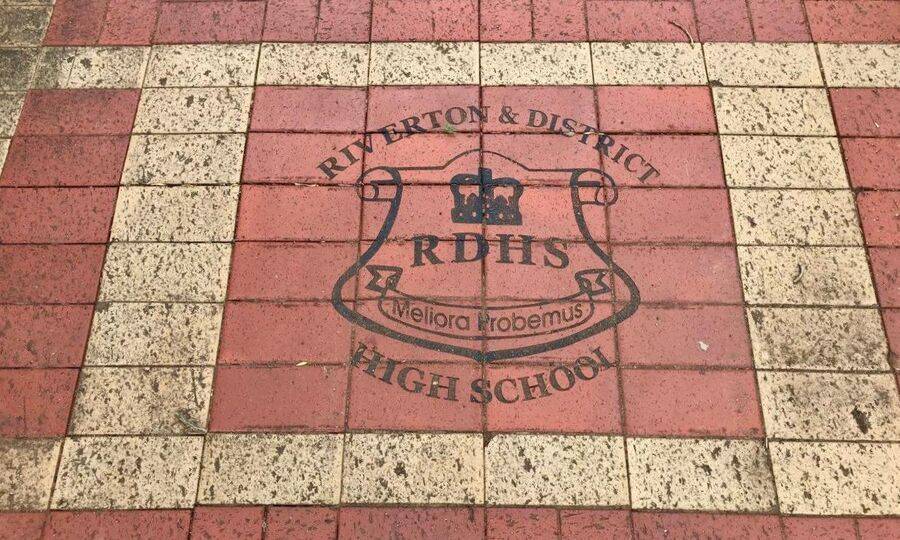 RIVERTON & DISTRICT
RDHS
Meliora Probemus
HIGH SCHOOL